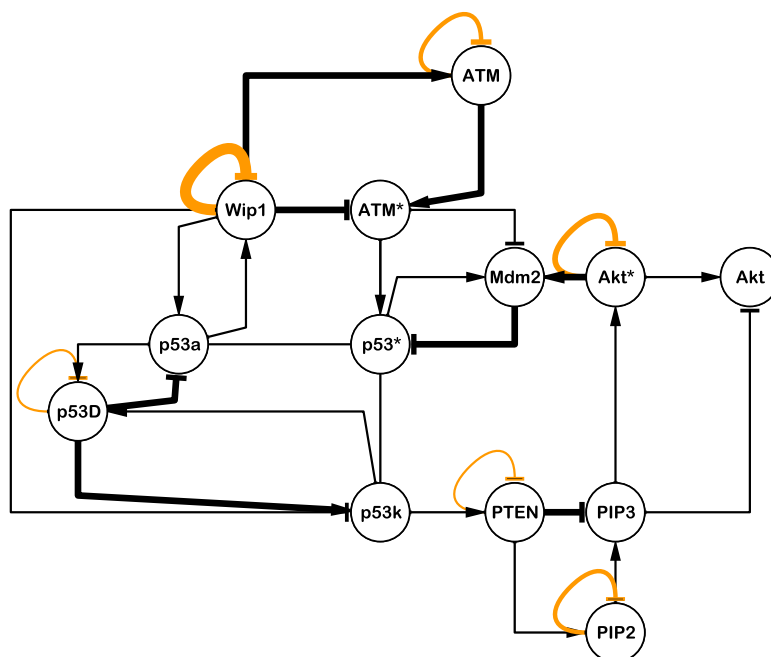 ATM
Wip1
ATM*
Mdm2
Akt*
Akt
p53a
p53*
p53D
p53k
PTEN
PIP3
PIP2